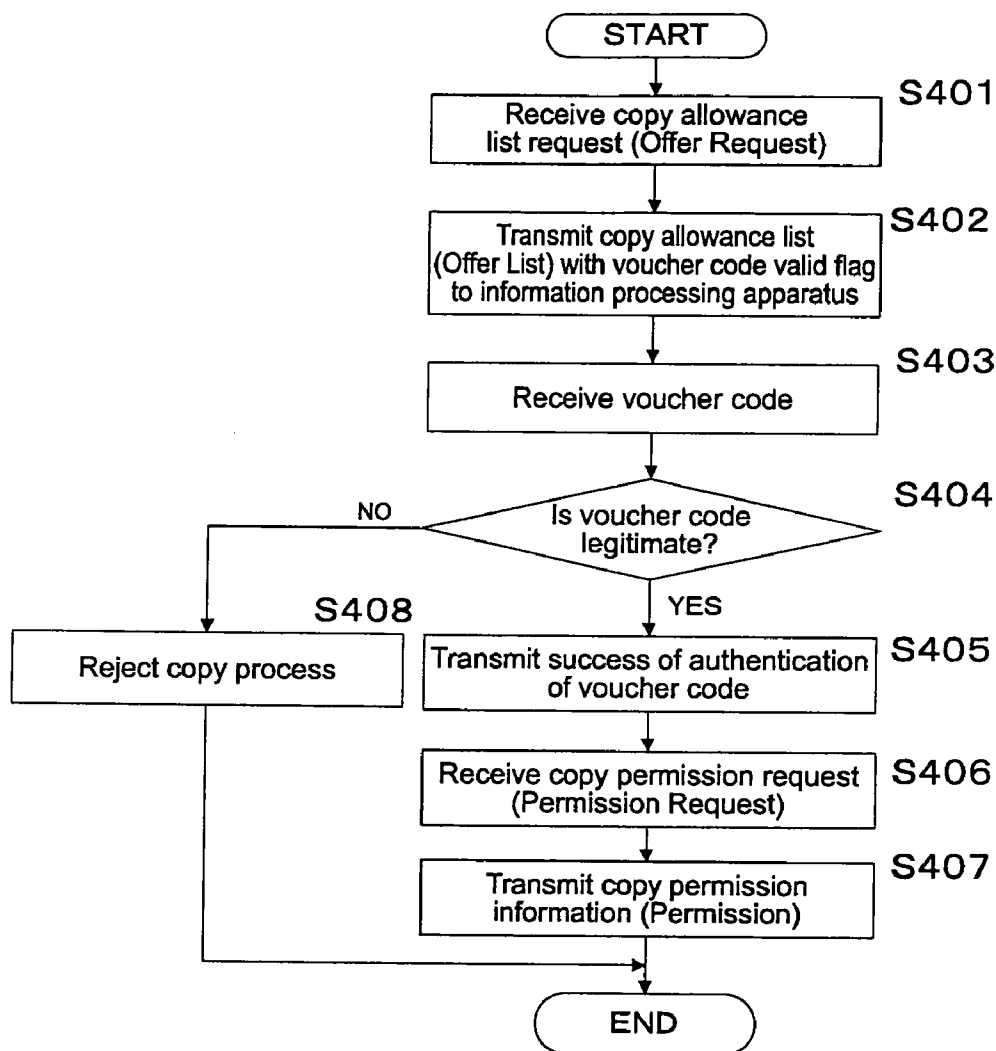 START
S401
Receive copy allowance
list request (Offer Request)
S402
Transmit copy allowance list
(Offer List) with voucher code valid flag
to information processing apparatus
S403
Receive voucher code
S404
Is voucher code
legitimate?
NO
YES
S408
Reject copy process
S405
Transmit success of authentication
of voucher code
S406
Receive copy permission request
(Permission Request)
S407
Transmit copy permission
information (Permission)
END